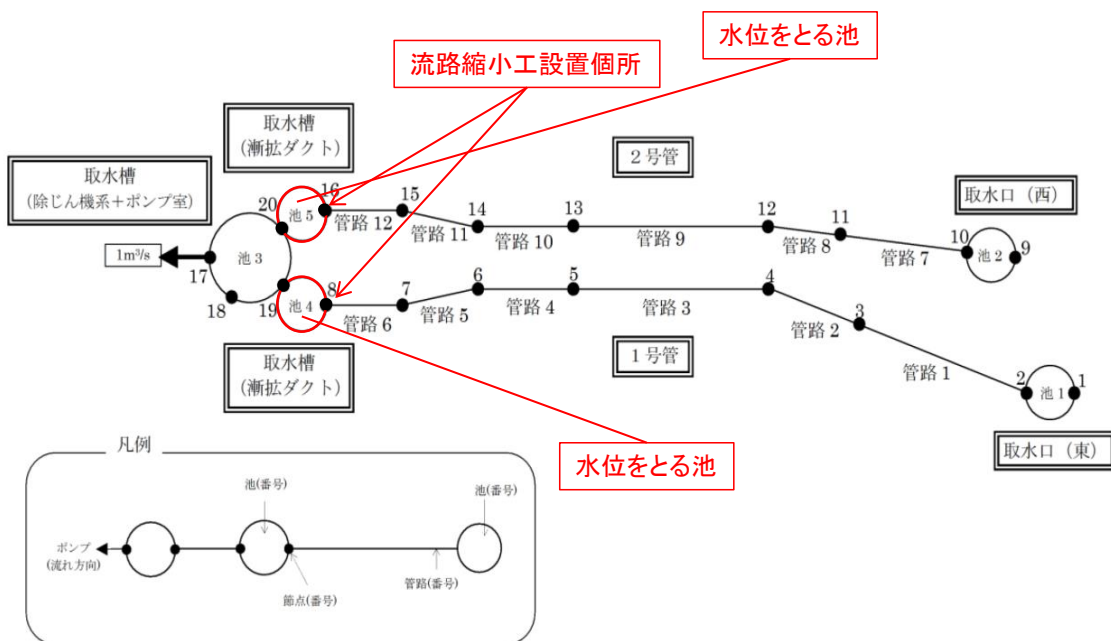 水位をとる池
流路縮小工設置個所
取水槽
(漸拡ダクト)
2号管
取水槽
(除じん機系+ポンプ室)
取水口(西)
20
池5
16
管路12
15
管路11
14
管路10
13
管路9
12
管路8
11
管路7
10
池2
9
1m³/s
17
池3
18
19
池4
8
管路6
7
管路5
6
管路4
5
管路3
4
管路2
3
管路1
2
池1
1
取水槽
(漸拡ダクト)
1号管
取水口(東)
水位をとる池
凡例
池(番号)
池(番号)
ポンプ
(流れ方向)
節点(番号)
管路(番号)